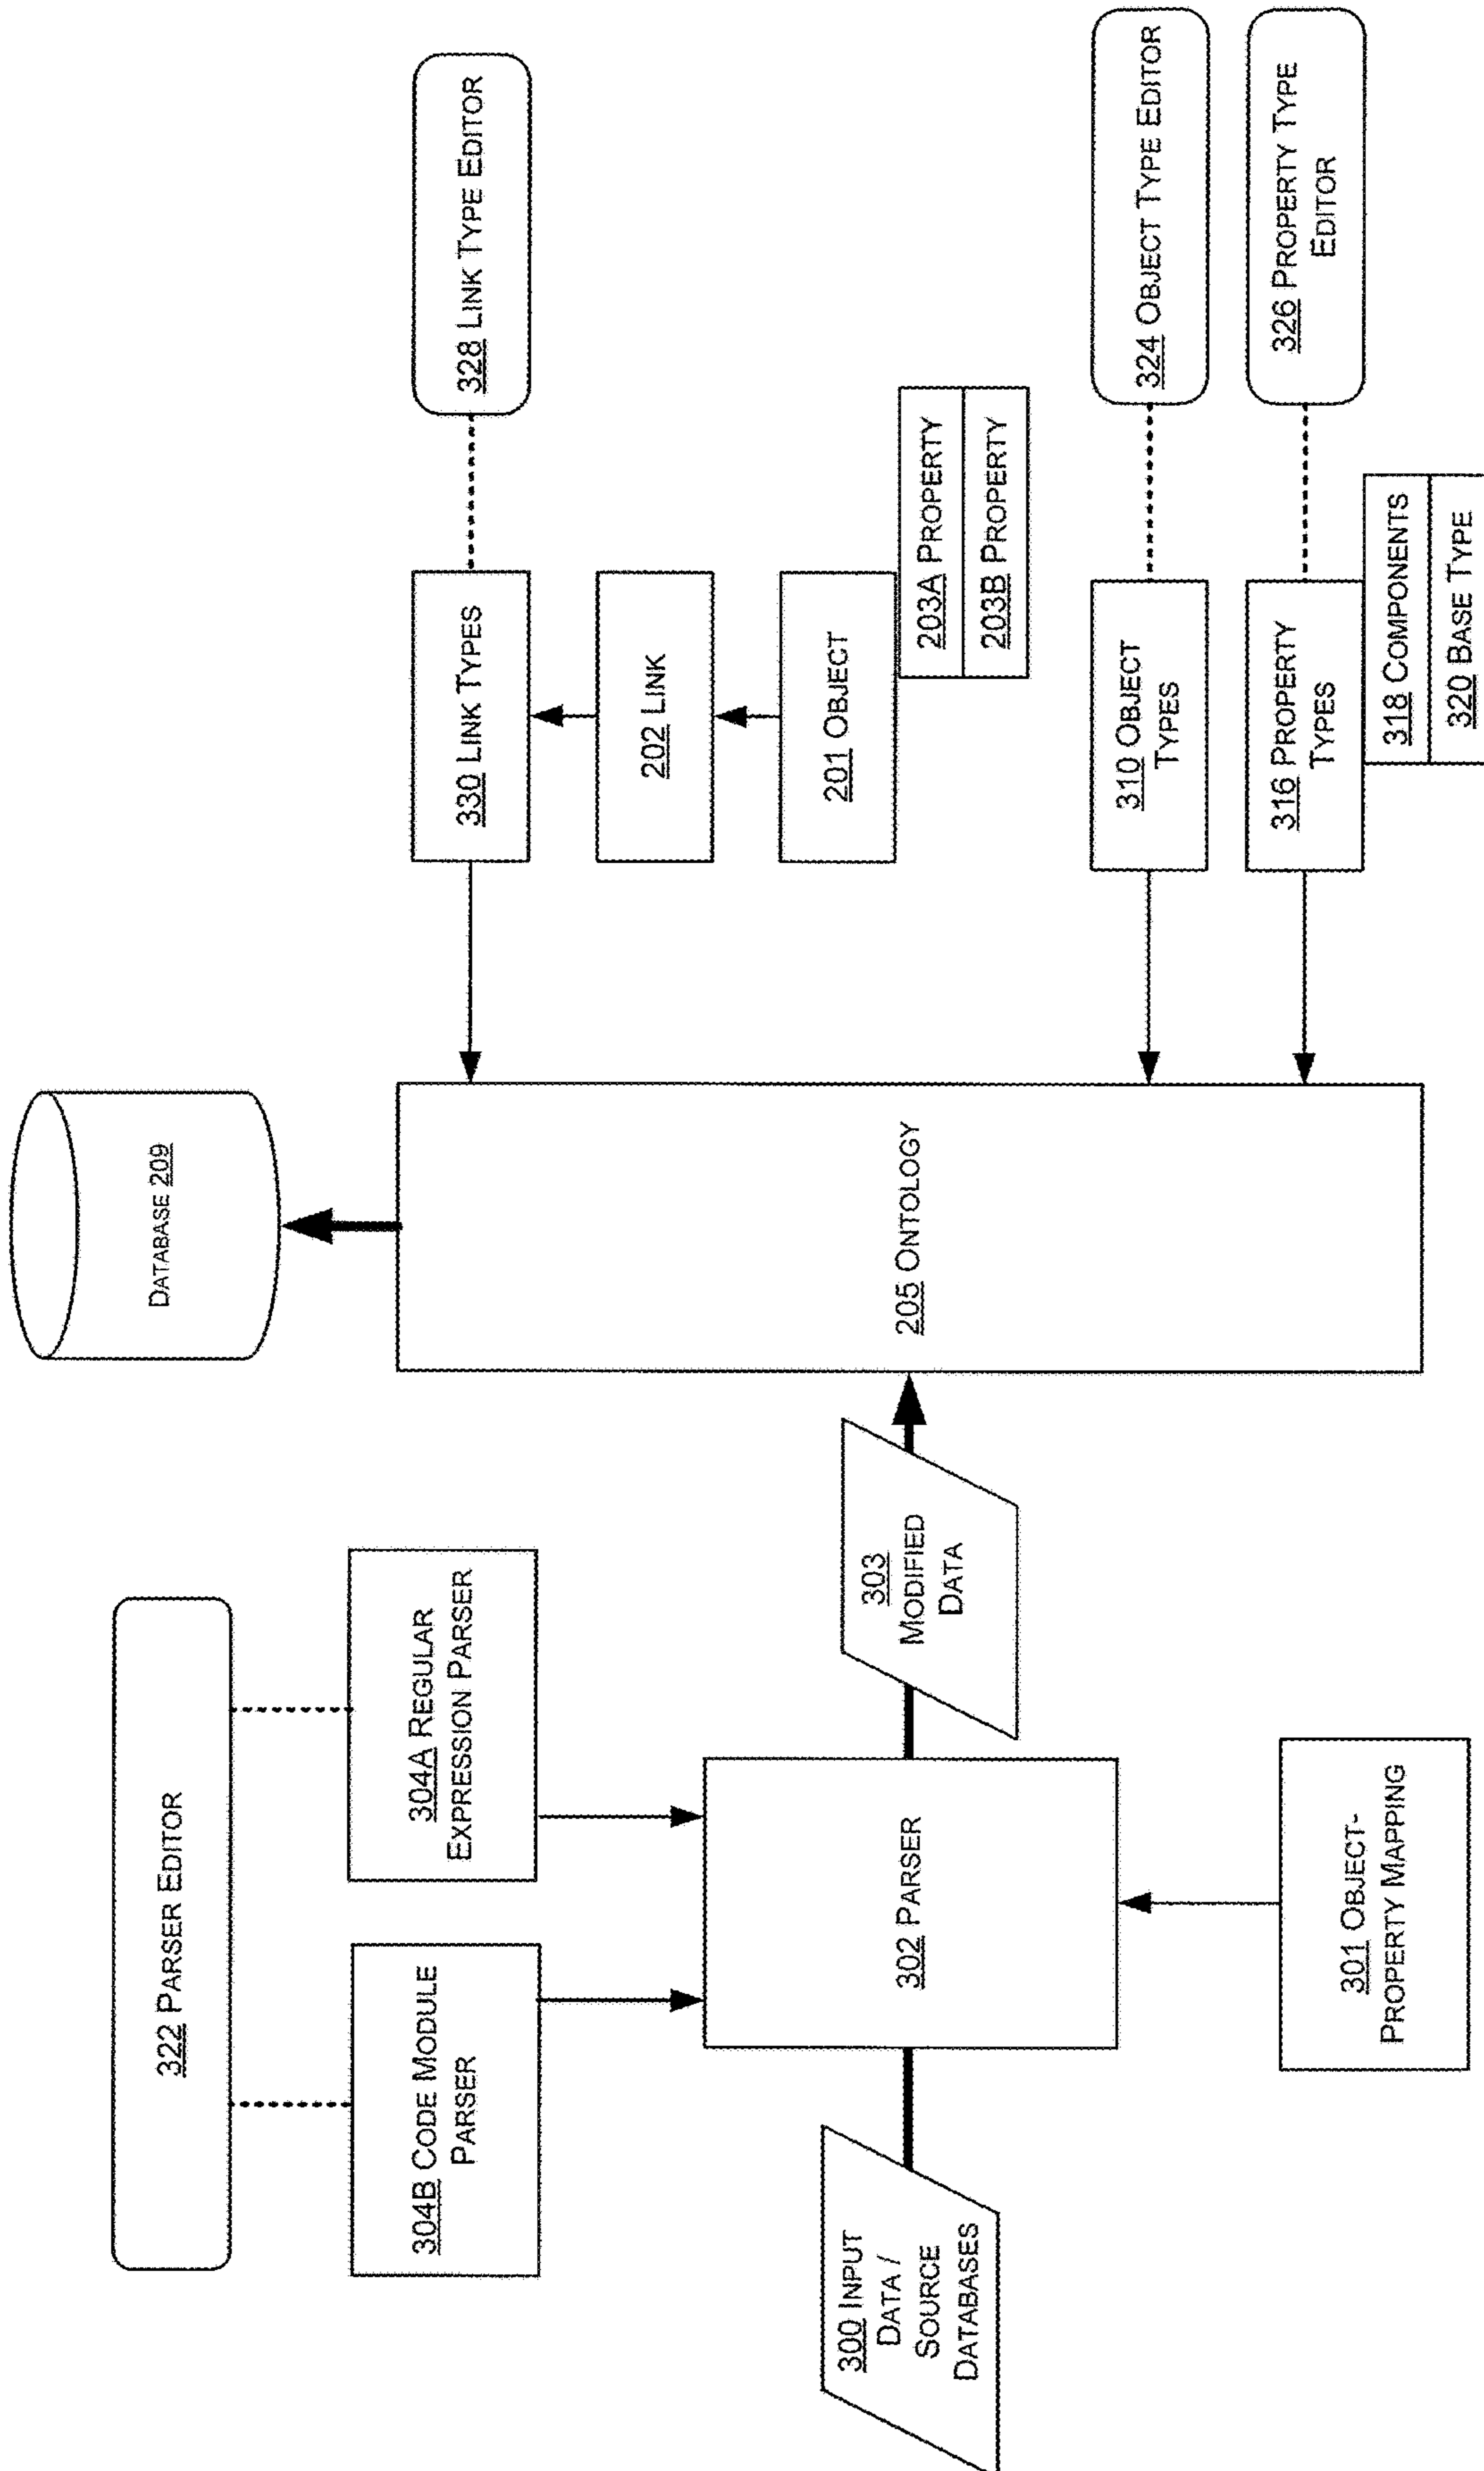 322 PARSER EDITOR
304B CODE MODULE
PARSER
304A REGULAR
EXPRESSION PARSER
300 INPUT
DATA /
SOURCE
DATABASES
302 PARSER
303
MODIFIED
DATA
301 OBJECT-
PROPERTY MAPPING
DATABASE 209
205 ONTOLOGY
330 LINK TYPES
328 LINK TYPE EDITOR
202 LINK
201 OBJECT
203A PROPERTY
203B PROPERTY
310 OBJECT
TYPES
324 OBJECT TYPE EDITOR
316 PROPERTY
TYPES
326 PROPERTY TYPE
EDITOR
318 COMPONENTS
320 BASE TYPE